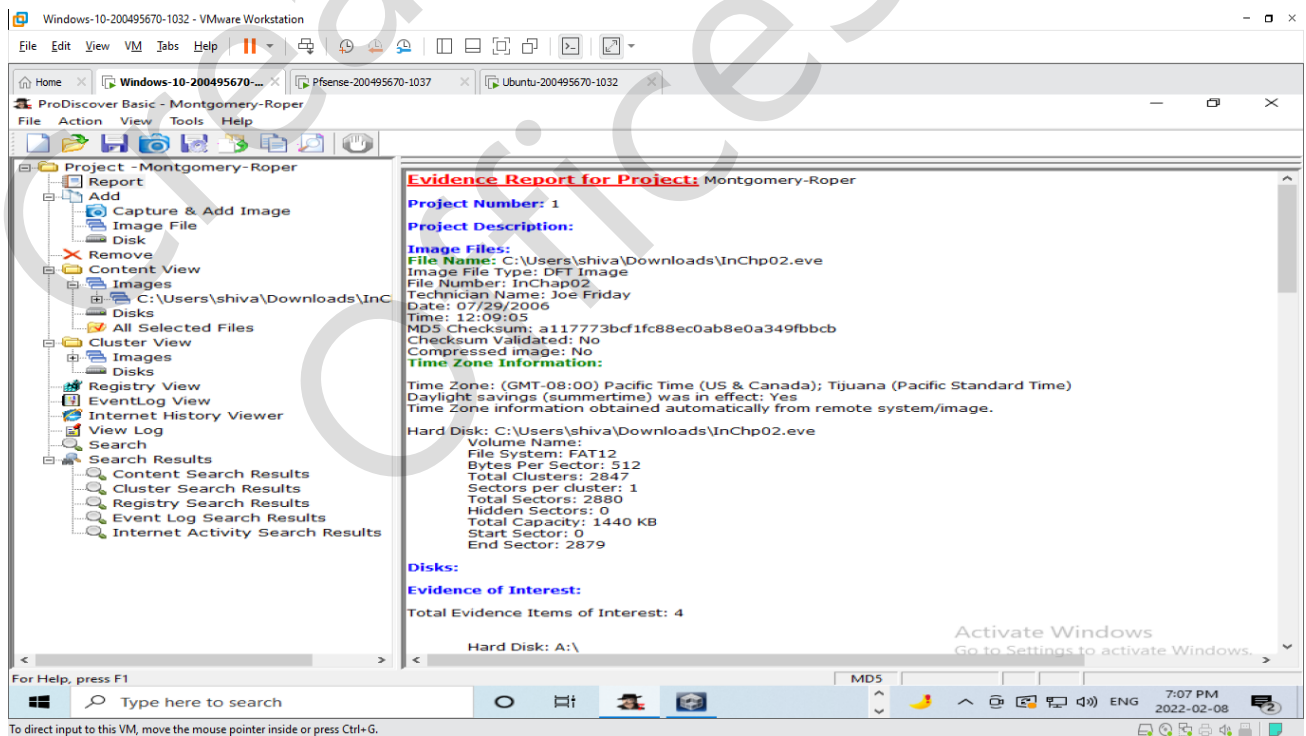 Windows-10-200495670-1032 - VMware Workstation
File Edit View VM Tabs Help
Home Windows-10-200495670-... Pfsense-200495670-1037 Ubuntu-200495670-1032
ProDiscover Basic - Montgomery-Roper
File Action View Tools Help
Project -Montgomery-Roper
Report
Add
Capture & Add Image
Image File
Disk
Remove
Content View
Images
C:\Users\shiva\Downloads\InC
Disks
All Selected Files
Cluster View
Images
Disks
Registry View
EventLog View
Internet History Viewer
View Log
Search
Search Results
Content Search Results
Cluster Search Results
Registry Search Results
Event Log Search Results
Internet Activity Search Results
Evidence Report for Project: Montgomery-Roper
Project Number: 1
Project Description:
Image Files:
File Name: C:\Users\shiva\Downloads\InChp02.eve
Image File Type: DFT Image
File Number: InChap02
Technician Name: Joe Friday
Date: 07/29/2006
Time: 12:09:05
MD5 Checksum: a117773bcf1fc88ec0ab8e0a349fbbcb
Checksum Validated: No
Compressed image: No
Time Zone Information:
Time Zone: (GMT-08:00) Pacific Time (US & Canada); Tijuana (Pacific Standard Time)
Daylight savings (summertime) was in effect: Yes
Time Zone information obtained automatically from remote system/image.
Hard Disk: C:\Users\shiva\Downloads\InChp02.eve
Volume Name:
File System: FAT12
Bytes Per Sector: 512
Total Clusters: 2847
Sectors per cluster: 1
Total Sectors: 2880
Hidden Sectors: 0
Total Capacity: 1440 KB
Start Sector: 0
End Sector: 2879
Disks:
Evidence of Interest:
Total Evidence Items of Interest: 4
Hard Disk: A:\
Activate Windows
Go to Settings to activate Windows.
For Help, press F1
MD5
Type here to search
ENG
7:07 PM
2022-02-08
2
To direct input to this VM, move the mouse pointer inside or press Ctrl+G.